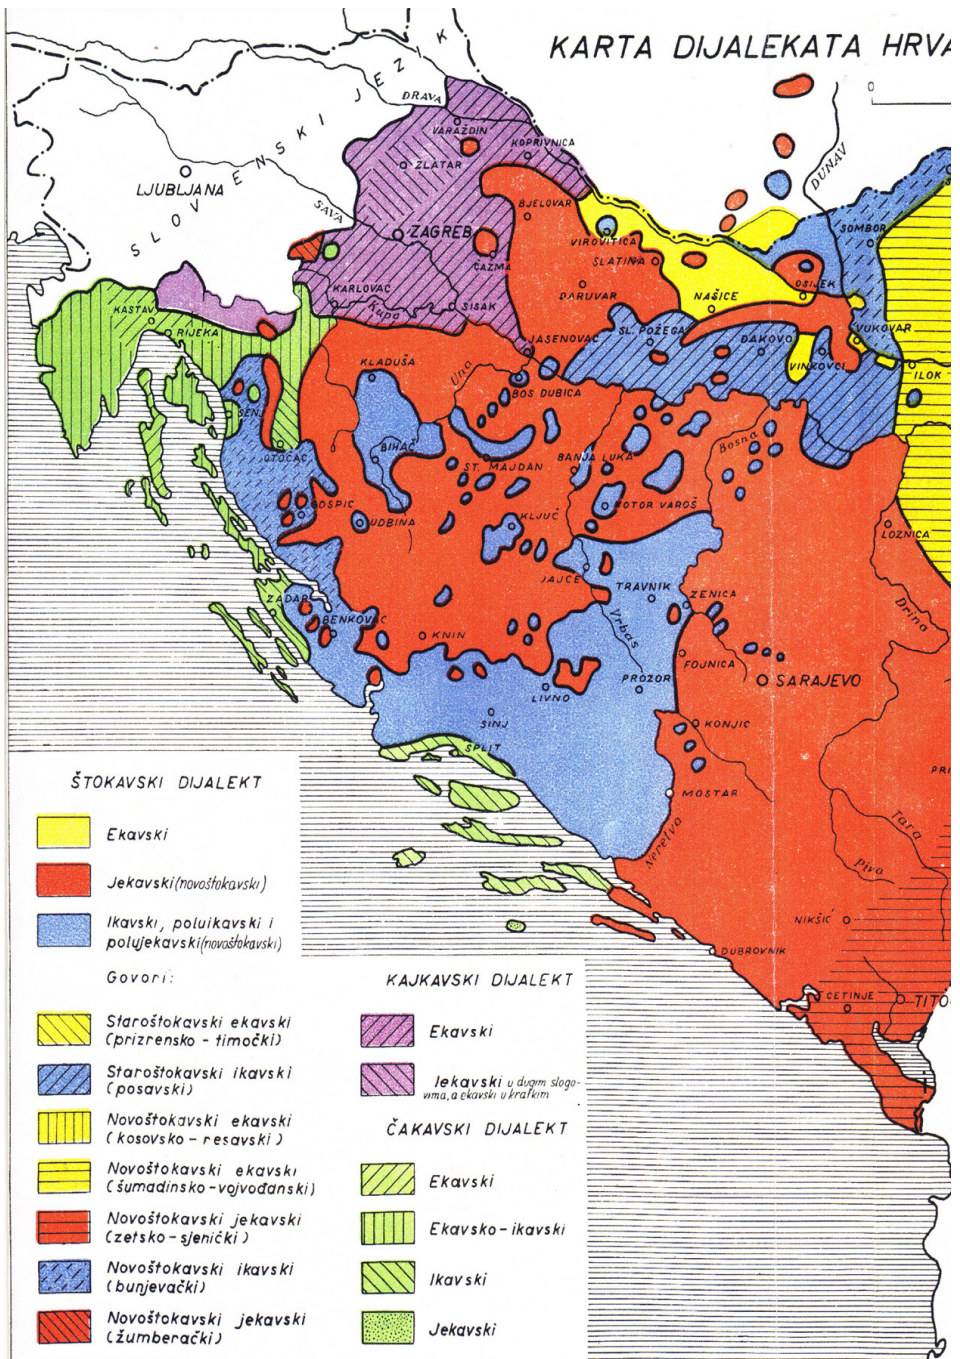 KARTA DIJALEKATA HRVA
0
SLOVENSKI JEZIK
DRAVA
VARAŽDIN
KOPRIVNICA
ZLATAR
LJUBLJANA
SAVA
DUNAV
BJELOVAR
SOMBOR
ZAGREB
VIROVITICA
ČAZMA
SLATINA
KARLOVAC
DARUVAR
OSIJEK
NAŠICE
KASTAV
Kupa
SISAK
RIJEKA
SL. POŽEGA
VUKOVAR
JASENOVAC
ĐAKOVO
KLADUŠA
Una
VINKOVCI
ILOK
BOS DUBICA
SENJ
Bosna
OTOČAC
BIHAĆ
ST. MAJDAN
BANJA LUKA
GOSPIĆ
UDBINA
KLJUČ
KOTOR VAROŠ
LOZNICA
JAJCE
TRAVNIK
ZADAR
ZENICA
Drina
BENKOVAC
KNIN
Vrbas
FOJNICA
LIVNO
PROZOR
SARAJEVO
SINJ
KONJIC
SPLIT
PRI
MOSTAR
Tara
Neretva
Piva
NIKŠIĆ
DUBROVNIK
CETINJE
TITO
ŠTOKAVSKI DIJALEKT
Ekavski
Jekavski (novoštokavski)
Ikavski, poluikavski i
polujekavski (novoštokavski)
Govori:
Staroštokavski ekavski
(prizrensko-timočki)
Staroštokavski ikavski
(posavski)
Novoštokavski ekavski
(kosovsko-resavski)
Novoštokavski ekavski
(šumadinsko-vojvođanski)
Novoštokavski jekavski
(zetsko-sjenički)
Novoštokavski ikavski
(bunjevački)
Novoštokavski jekavski
(žumberački)
KAJKAVSKI DIJALEKT
Ekavski
Iekavski u dugim slogo-
vima, a ekavski u kratkim
ČAKAVSKI DIJALEKT
Ekavski
Ekavsko-ikavski
Ikavski
Jekavski